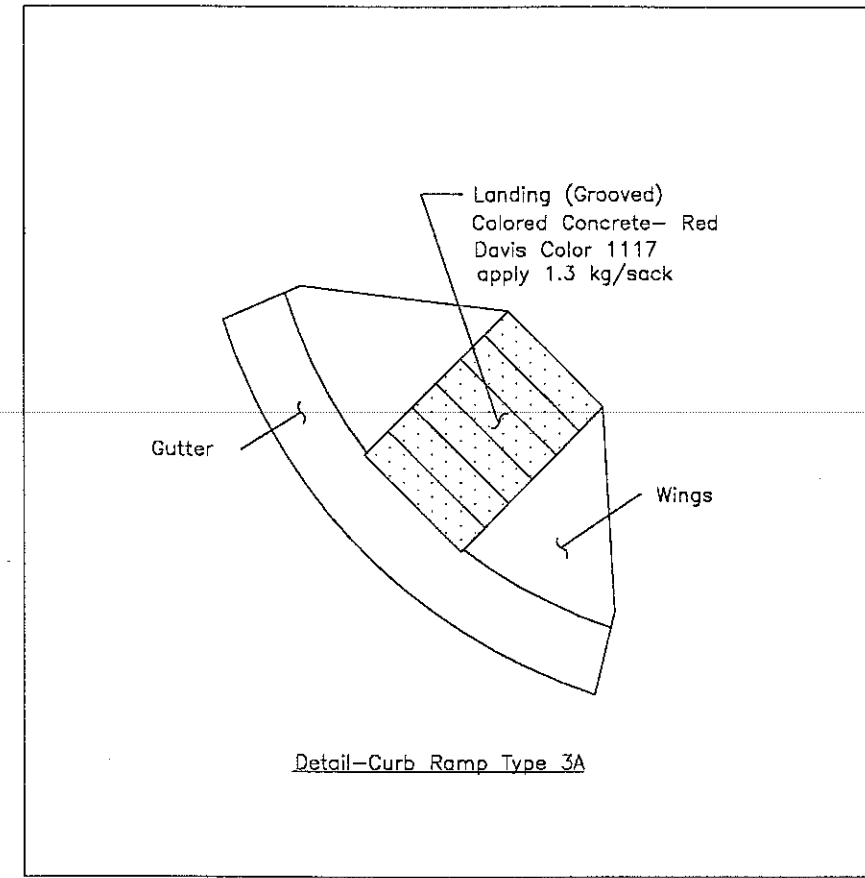 Landing (Grooved)
Colored Concrete- Red
Davis Color 1117
apply 1.3 kg/sack
Gutter
Wings
Detail-Curb Ramp Type 3A